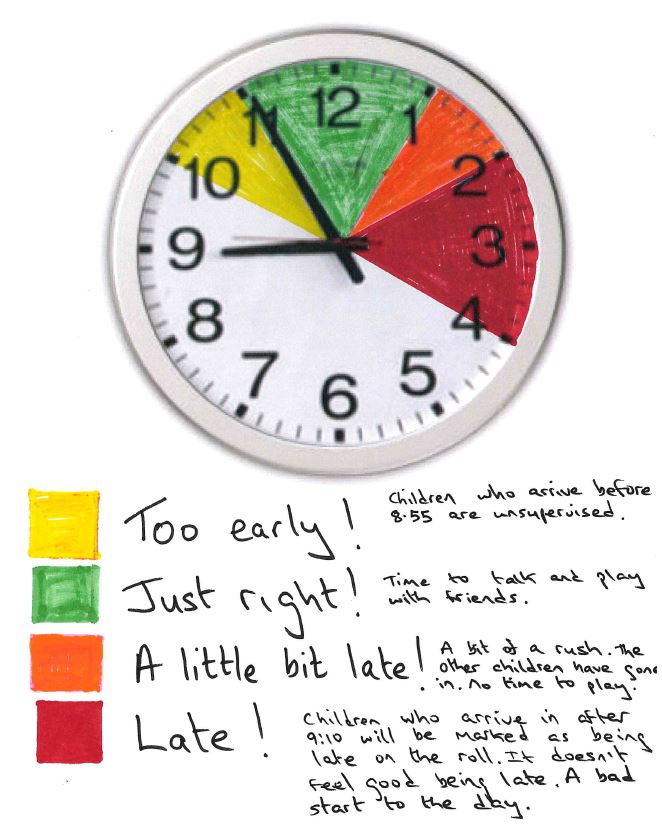 12
11
1
10
2
9
3
8
4
7
5
6
Too early!
Children who arrive before
8.55 are unsupervised.
Just right!
Time to talk and play
with friends.
A little bit late!
A bit of a rush. The
other children have gone
in. No time to play.
Late!
Children who arrive in after
9:10 will be marked as being
late on the roll. It doesn't
feel good being late. A bad
start to the day.